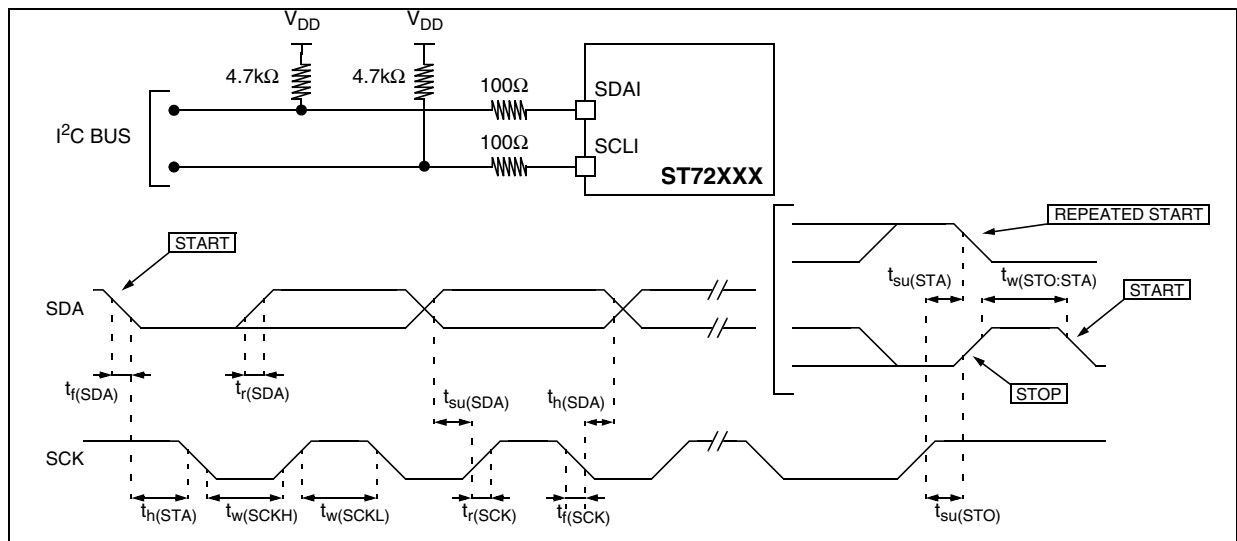 VDD VDD
4.7kΩ 4.7kΩ
100Ω
SDAI
I2C BUS
100Ω
SCLI
ST72XXX
REPEATED START
START
tsu(STA) tw(STO:STA)
START
SDA
tf(SDA) tr(SDA)
tsu(SDA) th(SDA)
STOP
SCK
th(STA) tw(SCKH) tw(SCKL) tr(SCK) tf(SCK) tsu(STO)